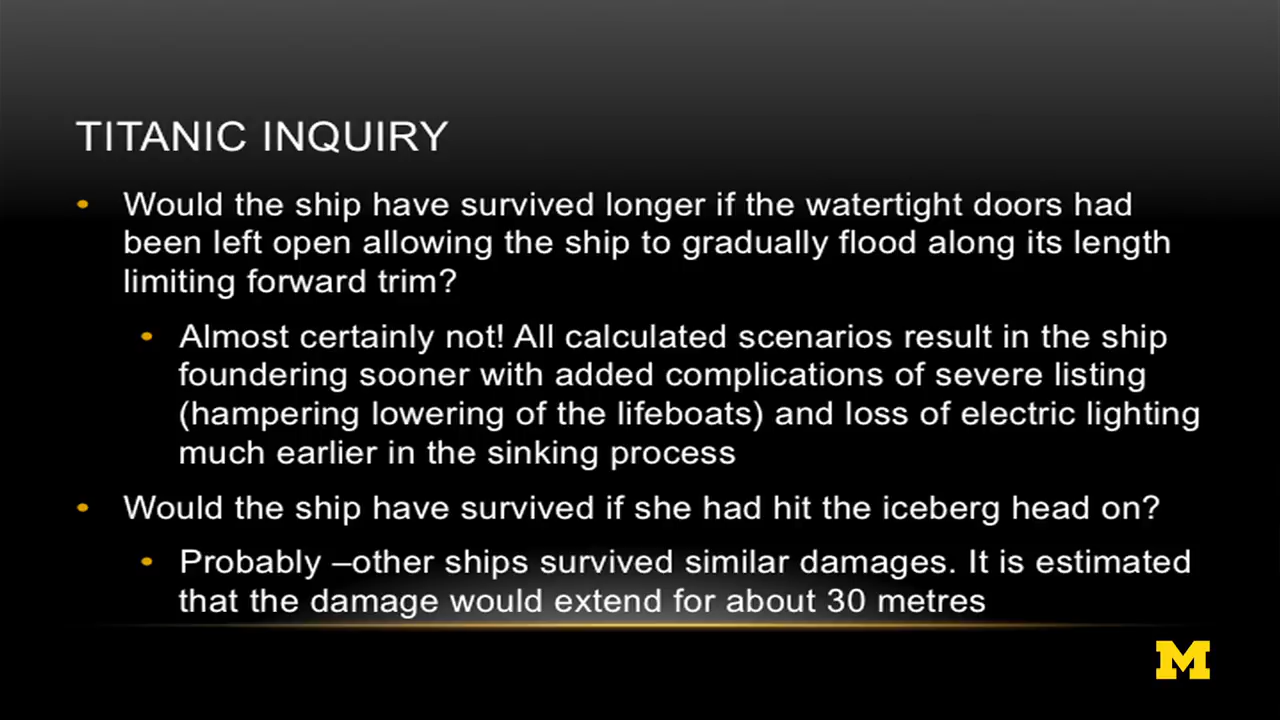 TITANIC INQUIRY
• Would the ship have survived longer if the watertight doors had
been left open allowing the ship to gradually flood along its length
limiting forward trim?
• Almost certainly not! All calculated scenarios result in the ship
foundering sooner with added complications of severe listing
(hampering lowering of the lifeboats) and loss of electric lighting
much earlier in the sinking process
• Would the ship have survived if she had hit the iceberg head on?
• Probably –other ships survived similar damages. It is estimated
that the damage would extend for about 30 metres
M